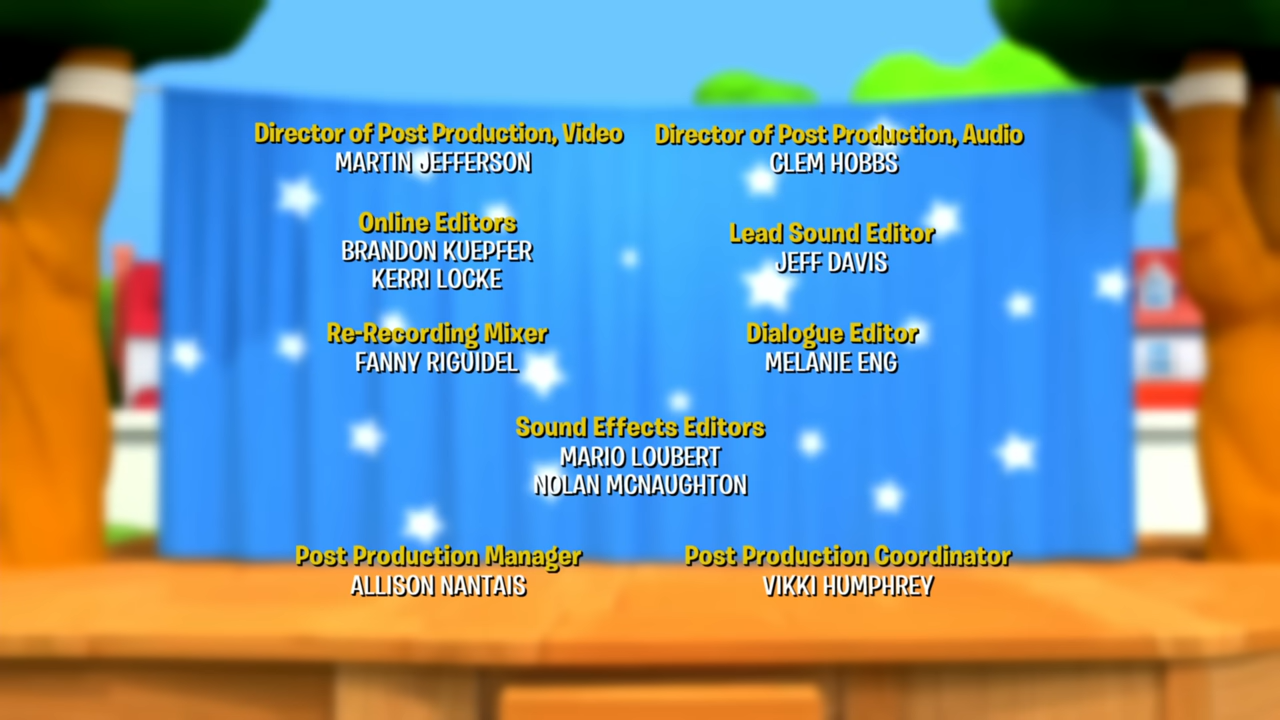 Director of Post Production, Video
MARTIN JEFFERSON
Director of Post Production, Audio
CLEM HOBBS
Online Editors
BRANDON KUEPFER
KERRI LOCKE
Lead Sound Editor
JEFF DAVIS
Re-Recording Mixer
FANNY RIGUIDEL
Dialogue Editor
MELANIE ENG
Sound Effects Editors
MARIO LOUBERT
NOLAN MCNAUGHTON
Post Production Manager
ALLISON NANTAIS
Post Production Coordinator
VIKKI HUMPHREY